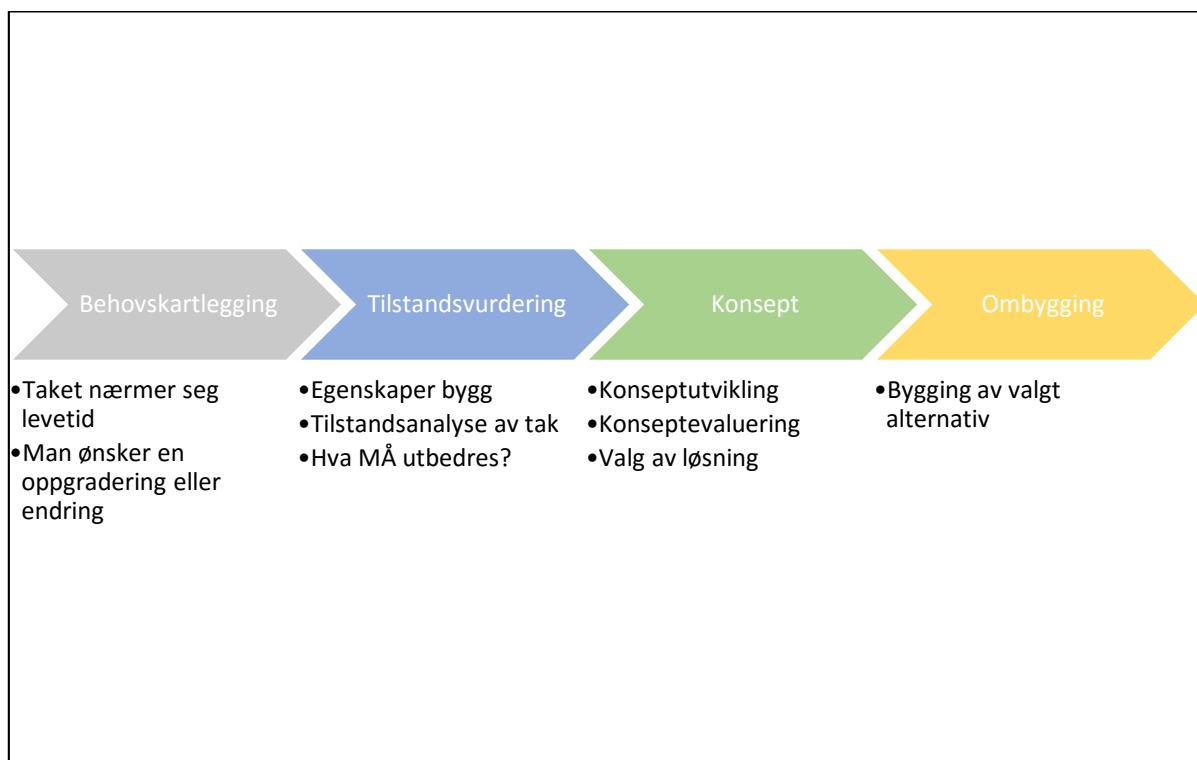 Behovskartlegging
•Taket nærmer seg
levetid
•Man ønsker en
oppgradering eller
endring
Tilstandsvurdering
•Egenskaper bygg
•Tilstandsanalyse av tak
•Hva MÅ utbedres?
Konsept
•Konseptutvikling
•Konseptevaluering
•Valg av løsning
Ombygging
•Bygging av valgt
alternativ